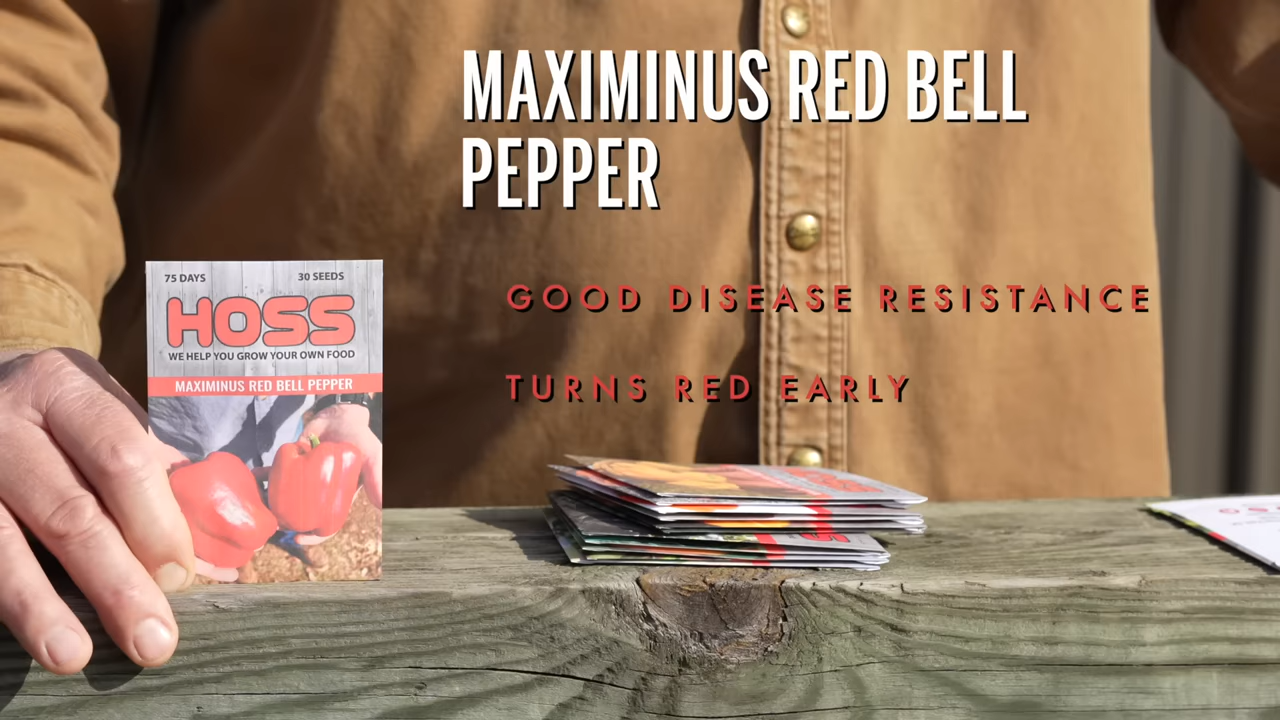 MAXIMINUS RED BELL
PEPPER
GOOD DISEASE RESISTANCE
TURNS RED EARLY
75 DAYS
30 SEEDS
HOSS
WE HELP YOU GROW YOUR OWN FOOD
MAXIMINUS RED BELL PEPPER